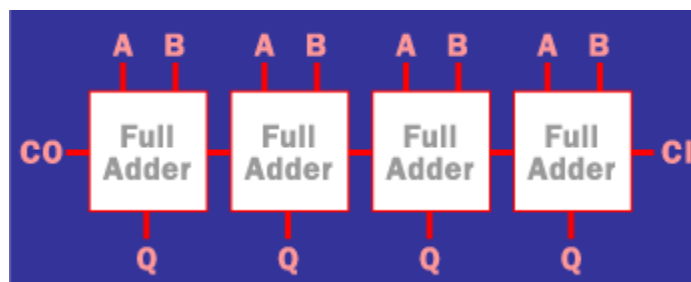 A B A B A B A B
CO Full Adder Full Adder Full Adder Full Adder CI
Q Q Q Q